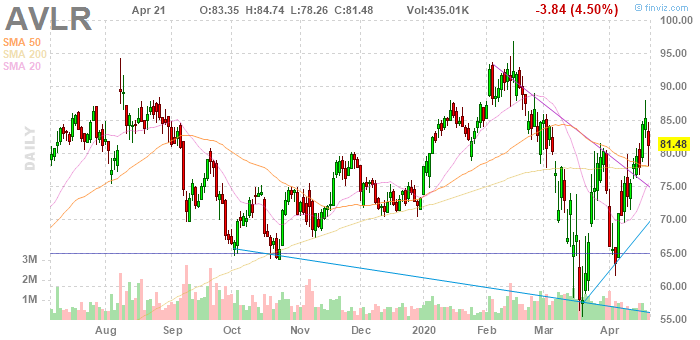 AVLR Apr 21 O:83.35 H:84.74 L:78.26 C:81.48 Vol:435.01K -3.84 (4.50%)
© finviz.com
SMA 50
SMA 200
SMA 20
DAILY
100.00
95.00
90.00
85.00
81.48
80.00
75.00
70.00
65.00
60.00
55.00
3M
2M
1M
Aug Sep Oct Nov Dec 2020 Feb Mar Apr